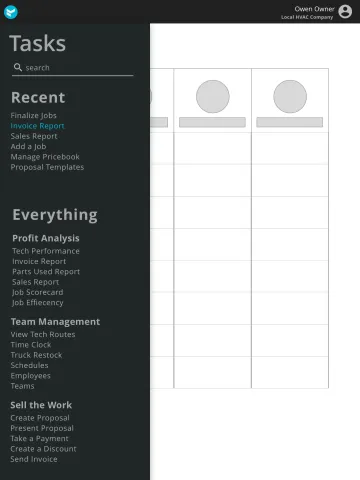 Owen Owner
Local HVAC Company
Tasks
search
Recent
Finalize Jobs
Invoice Report
Sales Report
Add a Job
Manage Pricebook
Proposal Templates
Everything
Profit Analysis
Tech Performance
Invoice Report
Parts Used Report
Sales Report
Job Scorecard
Job Effiecency
Team Management
View Tech Routes
Time Clock
Truck Restock
Schedules
Employees
Teams
Sell the Work
Create Proposal
Present Proposal
Take a Payment
Create a Discount
Send Invoice